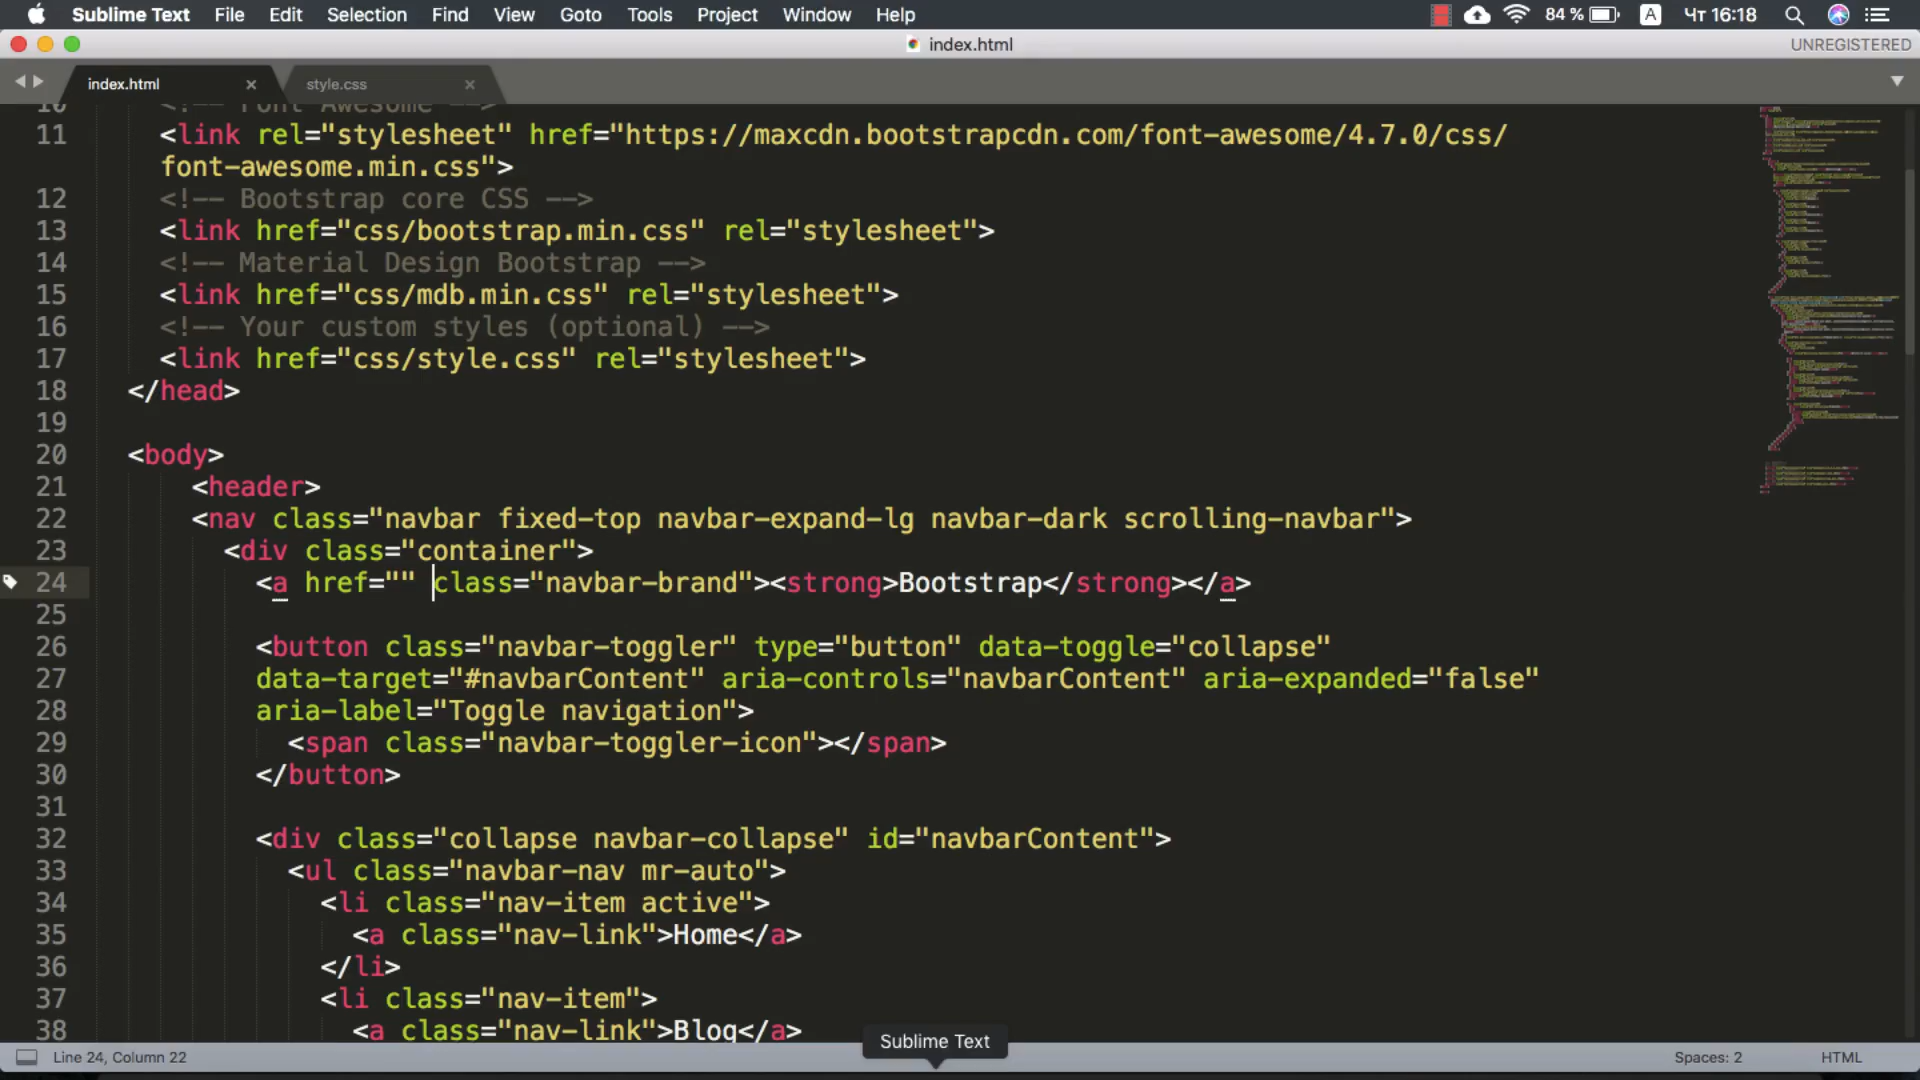 Sublime Text File Edit Selection Find View Goto Tools Project Window Help 84 % A Чт 16:18
index.html UNREGISTERED
index.html × style.css ×
10 <!-- Font Awesome -->
11 <link rel="stylesheet" href="https://maxcdn.bootstrapcdn.com/font-awesome/4.7.0/css/
font-awesome.min.css">
12 <!-- Bootstrap core CSS -->
13 <link href="css/bootstrap.min.css" rel="stylesheet">
14 <!-- Material Design Bootstrap -->
15 <link href="css/mdb.min.css" rel="stylesheet">
16 <!-- Your custom styles (optional) -->
17 <link href="css/style.css" rel="stylesheet">
18 </head>
19
20 <body>
21 <header>
22 <nav class="navbar fixed-top navbar-expand-lg navbar-dark scrolling-navbar">
23 <div class="container">
24 <a href="" class="navbar-brand"><strong>Bootstrap</strong></a>
25
26 <button class="navbar-toggler" type="button" data-toggle="collapse"
27 data-target="#navbarContent" aria-controls="navbarContent" aria-expanded="false"
28 aria-label="Toggle navigation">
29 <span class="navbar-toggler-icon"></span>
30 </button>
31
32 <div class="collapse navbar-collapse" id="navbarContent">
33 <ul class="navbar-nav mr-auto">
34 <li class="nav-item active">
35 <a class="nav-link">Home</a>
36 </li>
37 <li class="nav-item">
38 <a class="nav-link">Blog</a>
Sublime Text
Line 24, Column 22 Spaces: 2 HTML